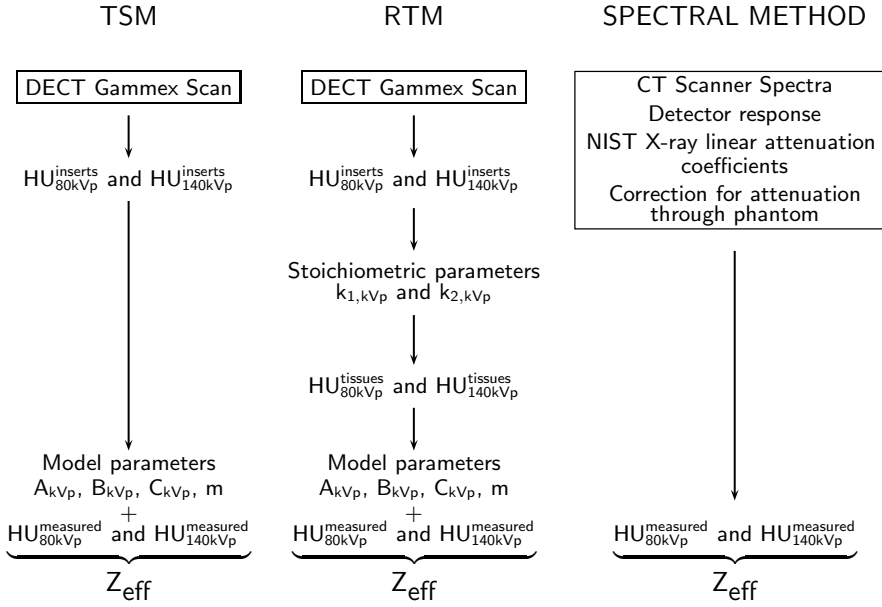 TSM
DECT Gammex Scan
HU^inserts_80kVp and HU^inserts_140kVp
Model parameters
A_kVp, B_kVp, C_kVp, m
+
HU^measured_80kVp and HU^measured_140kVp
Z_eff
RTM
DECT Gammex Scan
HU^inserts_80kVp and HU^inserts_140kVp
Stoichiometric parameters
k_1,kVp and k_2,kVp
HU^tissues_80kVp and HU^tissues_140kVp
Model parameters
A_kVp, B_kVp, C_kVp, m
+
HU^measured_80kVp and HU^measured_140kVp
Z_eff
SPECTRAL METHOD
CT Scanner Spectra
Detector response
NIST X-ray linear attenuation
coefficients
Correction for attenuation
through phantom
HU^measured_80kVp and HU^measured_140kVp
Z_eff